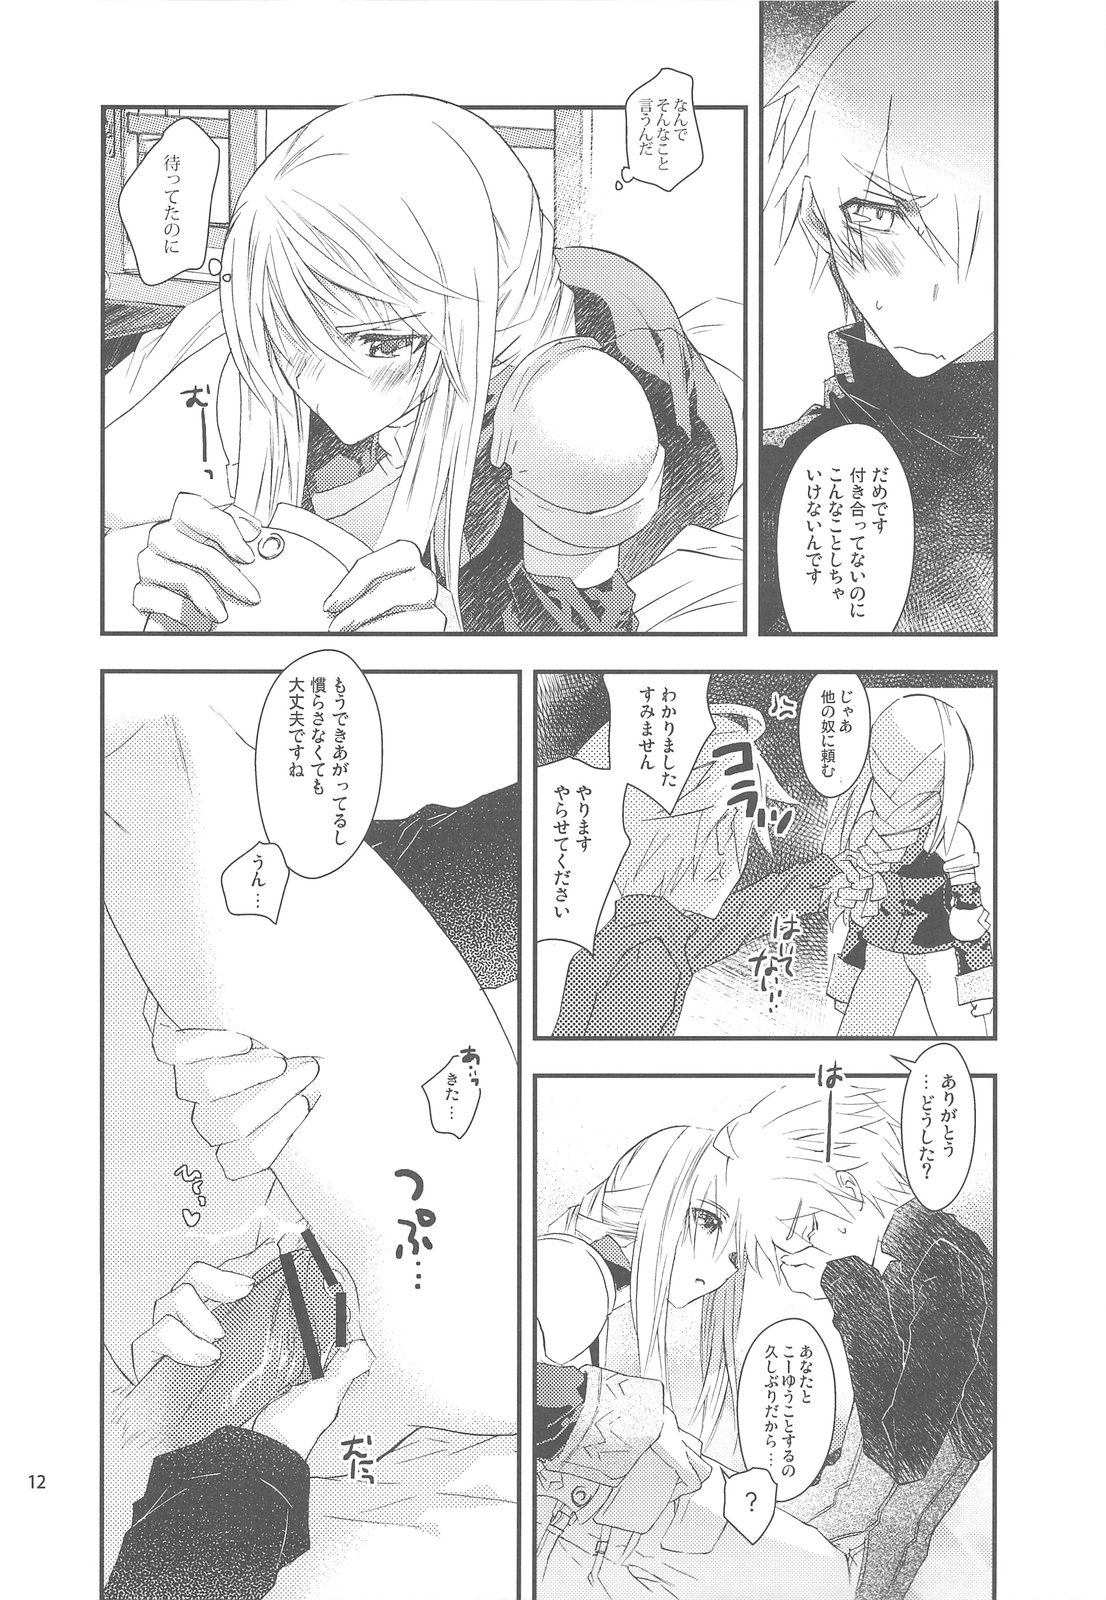 だめです
付き合ってないのに
こんなことしちゃ
いけないんです
なんで
そんなこと
言うんだ
待ってたのに
むーっ
じゃあ
他の奴に頼む
わかりました
すみません
コラッ
やります
やらせてください
はいてない…
ありがとう
…どうした？
はー
あなたと
こーゆうことするの
久しぶりだから…
？
もうできあがってるし
慣らさなくても
大丈夫ですね
うん…
あっ
きた…
つぷ…
12